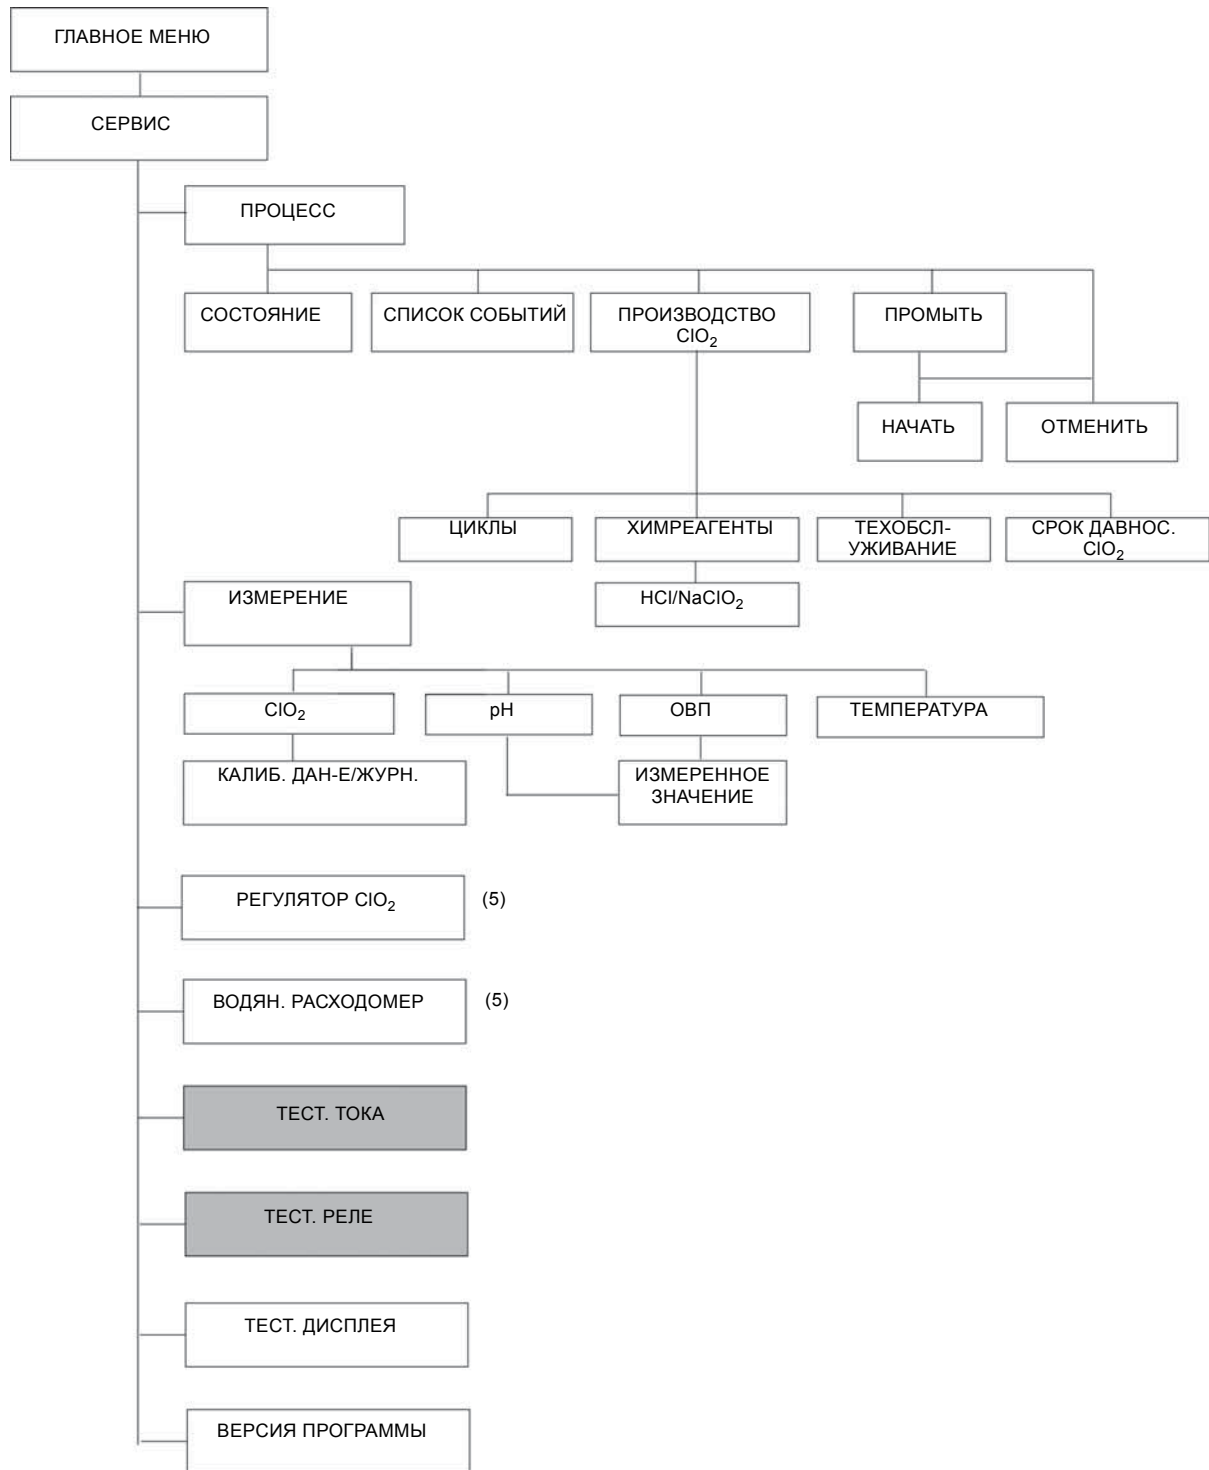 ГЛАВНОЕ МЕНЮ
СЕРВИС
ПРОЦЕСС
СОСТОЯНИЕ
СПИСОК СОБЫТИЙ
ПРОИЗВОДСТВО
ClO₂
ПРОМЫТЬ
НАЧАТЬ
ОТМЕНИТЬ
ЦИКЛЫ
ХИМРЕАГЕНТЫ
ТЕХОБСЛ-
УЖИВАНИЕ
СРОК ДАВНОС.
ClO₂
HCl/NaClO₂
ИЗМЕРЕНИЕ
ClO₂
pH
ОВП
ТЕМПЕРАТУРА
КАЛИБ. ДАН-Е/ЖУРН.
ИЗМЕРЕННОЕ
ЗНАЧЕНИЕ
РЕГУЛЯТОР ClO₂ (5)
ВОДЯН. РАСХОДОМЕР (5)
ТЕСТ. ТОКА
ТЕСТ. РЕЛЕ
ТЕСТ. ДИСПЛЕЯ
ВЕРСИЯ ПРОГРАММЫ